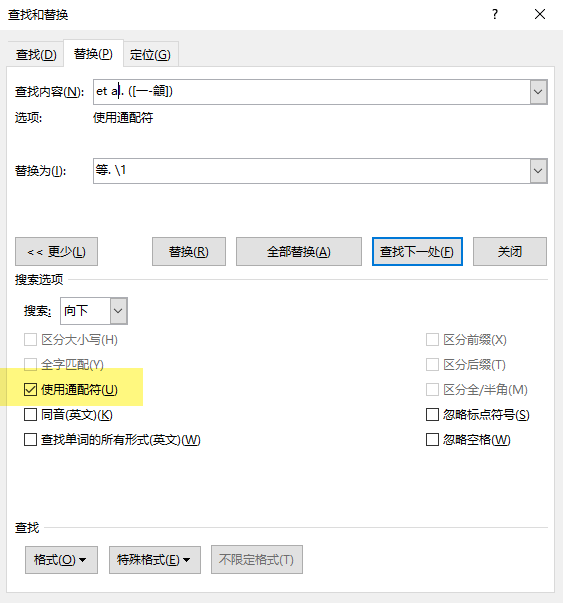 查找和替换
查找(D) 替换(P) 定位(G)
查找内容(N): et al. ([一-龥])
选项: 使用通配符
替换为(I): 等. \1
<< 更少(L) 替换(R) 全部替换(A) 查找下一处(F) 关闭
搜索选项
搜索: 向下
区分大小写(H) 区分前缀(X)
全字匹配(Y) 区分后缀(T)
使用通配符(U) 区分全/半角(M)
同音(英文)(K) 忽略标点符号(S)
查找单词的所有形式(英文)(W) 忽略空格(W)
查找
格式(O) 特殊格式(E) 不限定格式(T)